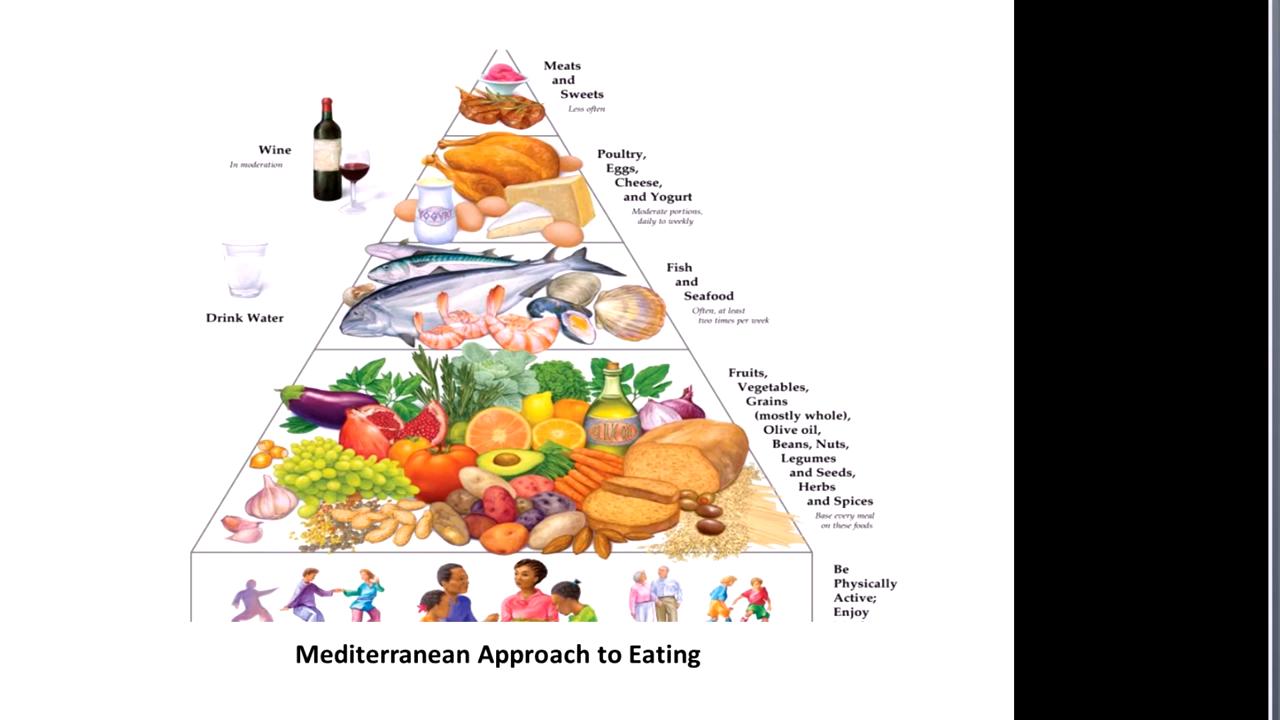 Meats
and
Sweets
Less often
Wine
In moderation
Poultry,
Eggs,
Cheese,
and Yogurt
Moderate portions,
daily to weekly
YOGURT
Fish
and
Seafood
Often, at least
two times per week
Drink Water
Fruits,
Vegetables,
Grains
(mostly whole),
Olive oil,
Beans, Nuts,
Legumes
and Seeds,
Herbs
and Spices
Base every meal
on these foods
OLIVE OIL
Be
Physically
Active;
Enjoy
Mediterranean Approach to Eating